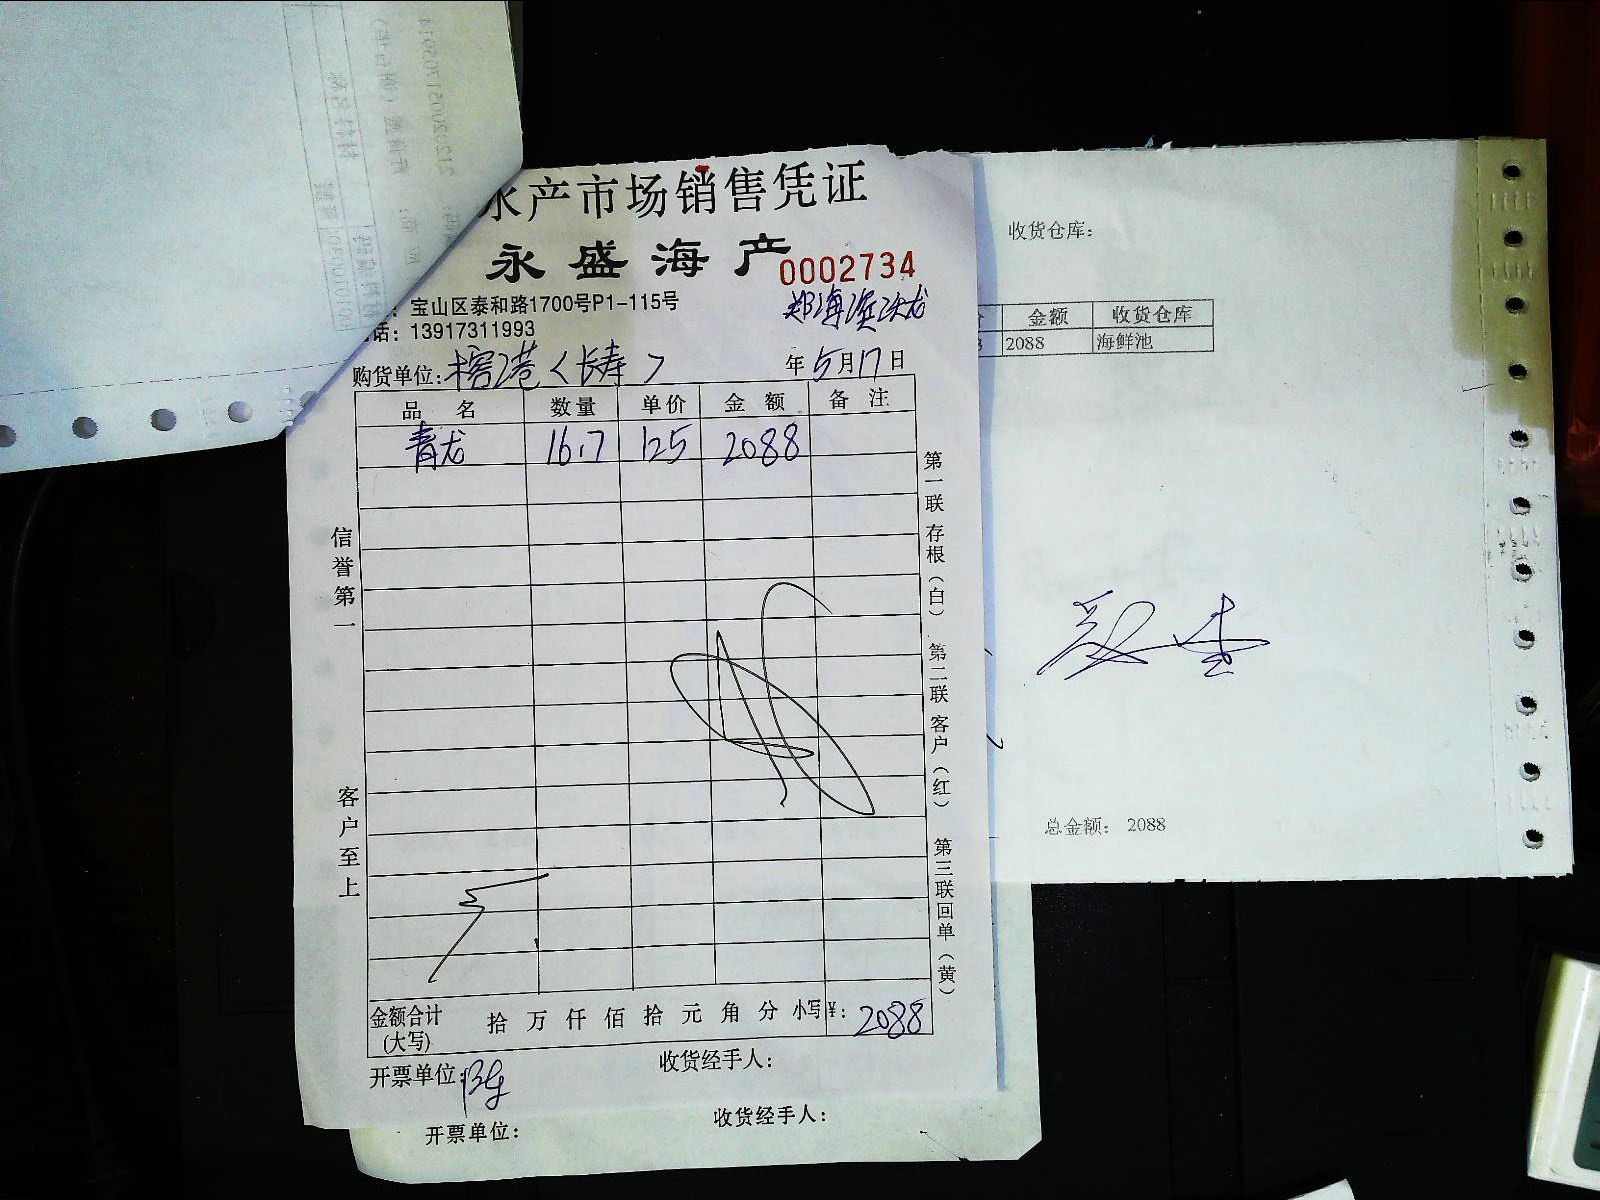 水产市场销售凭证
永盛海产
0002734
宝山区泰和路1700号P1-115号
话：13917311993
购货单位：榕港〈长寿〉
年5月17日
品名 数量 单价 金额 备注
青龙 16.7 125 2088
信誉第一
客户至上
第一联存根（白） 第二联客户（红） 第三联回单（黄）
金额合计(大写) 拾 万 仟 佰 拾 元 角 分 小写¥：2088
开票单位：陈
收货经手人：
开票单位：
收货经手人：
收货仓库：
金额 收货仓库
2088 海鲜池
总金额： 2088